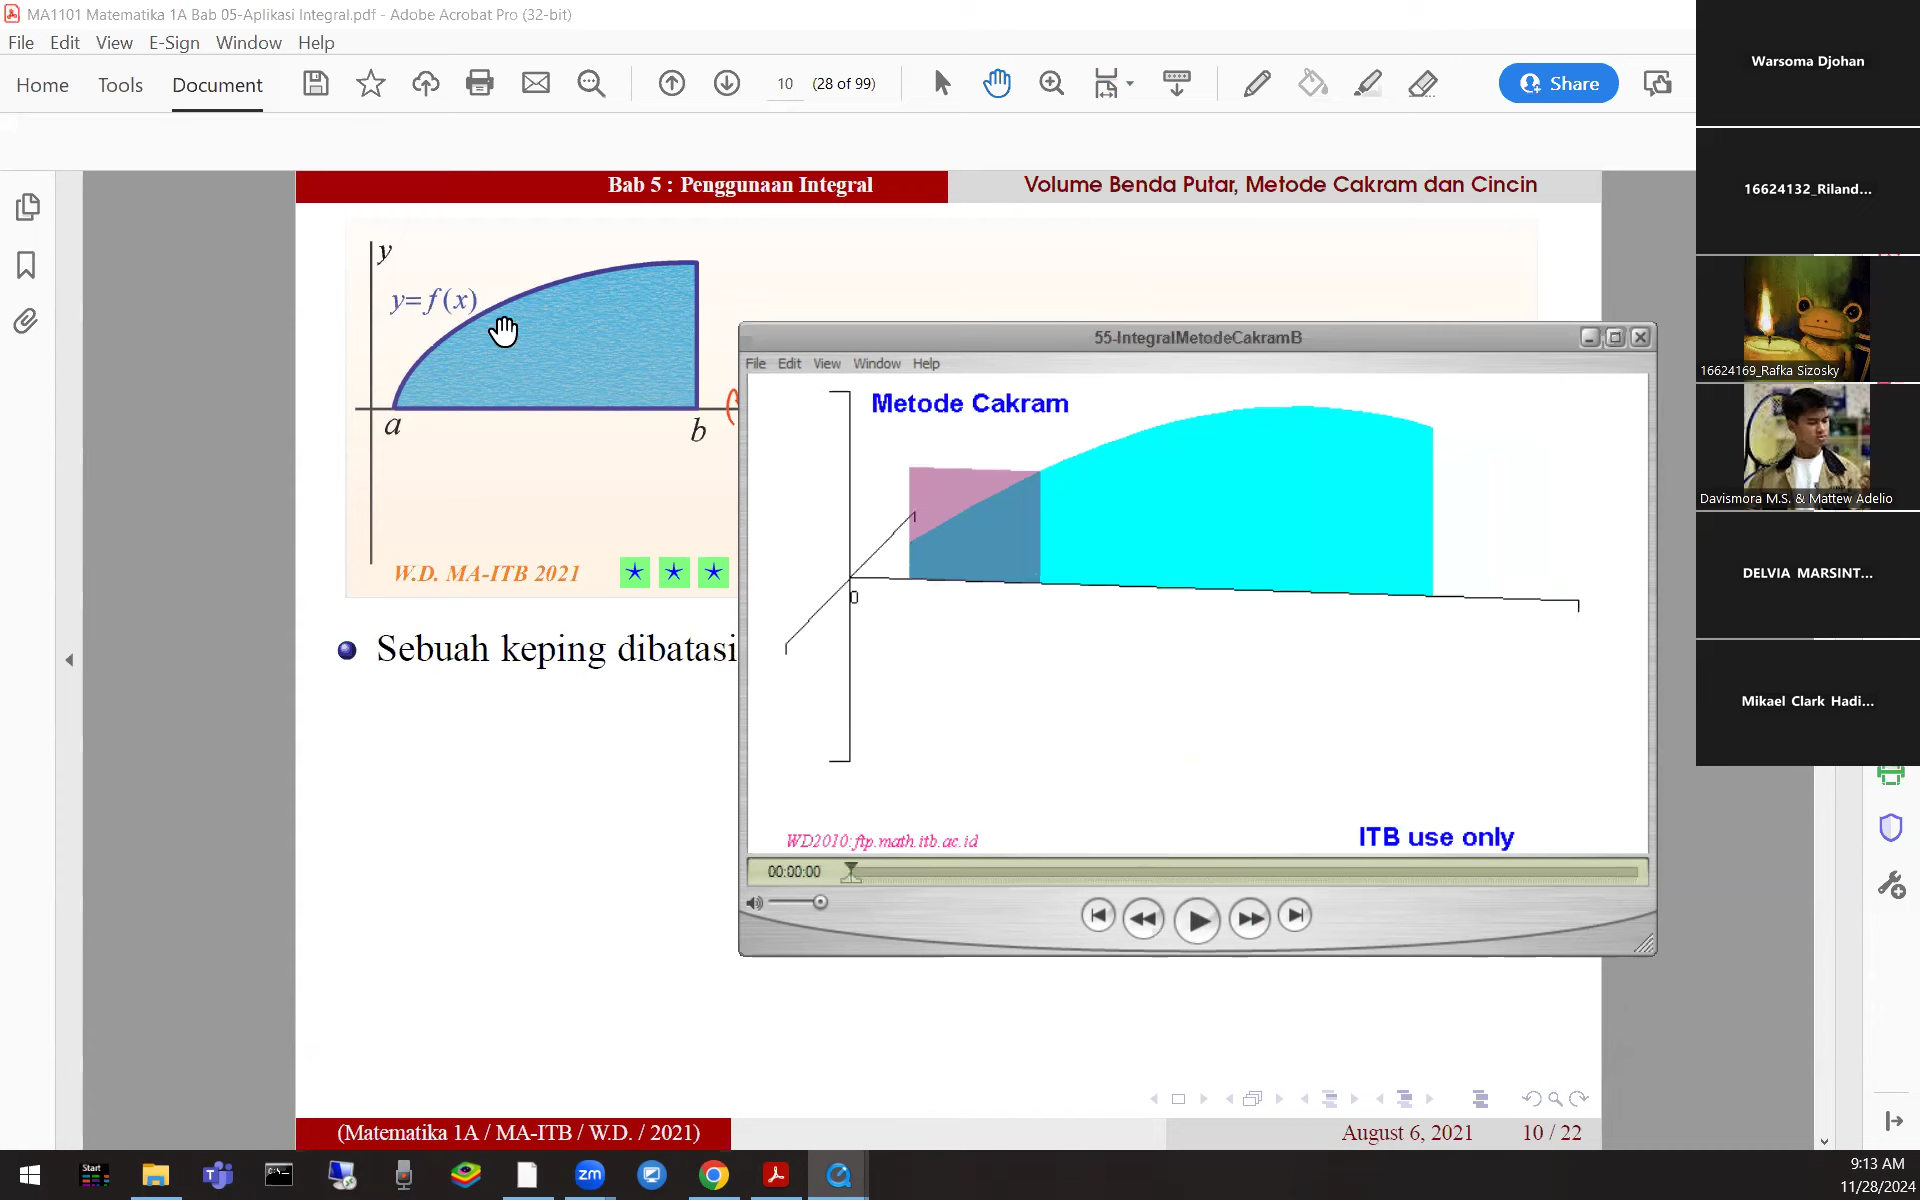 MA1101 Matematika 1A Bab 05-Aplikasi Integral.pdf - Adobe Acrobat Pro (32-bit)
File Edit View E-Sign Window Help
Home Tools Document 10 (28 of 99) Share
Bab 5 : Penggunaan Integral
Volume Benda Putar, Metode Cakram dan Cincin
y
y=f(x)
a
b
W.D. MA-ITB 2021
Sebuah keping dibatasi
55-IntegralMetodeCakramB
File Edit View Window Help
Metode Cakram
0
WD2010:ftp.math.itb.ac.id
ITB use only
00:00:00
(Matematika 1A / MA-ITB / W.D. / 2021)
August 6, 2021 10 / 22
Warsoma Djohan
16624132_Riland...
16624169_Rafka Sizosky
Davismora M.S. & Mattew Adelio
DELVIA MARSINT...
Mikael Clark Hadi...
Start
zm
9:13 AM
11/28/2024